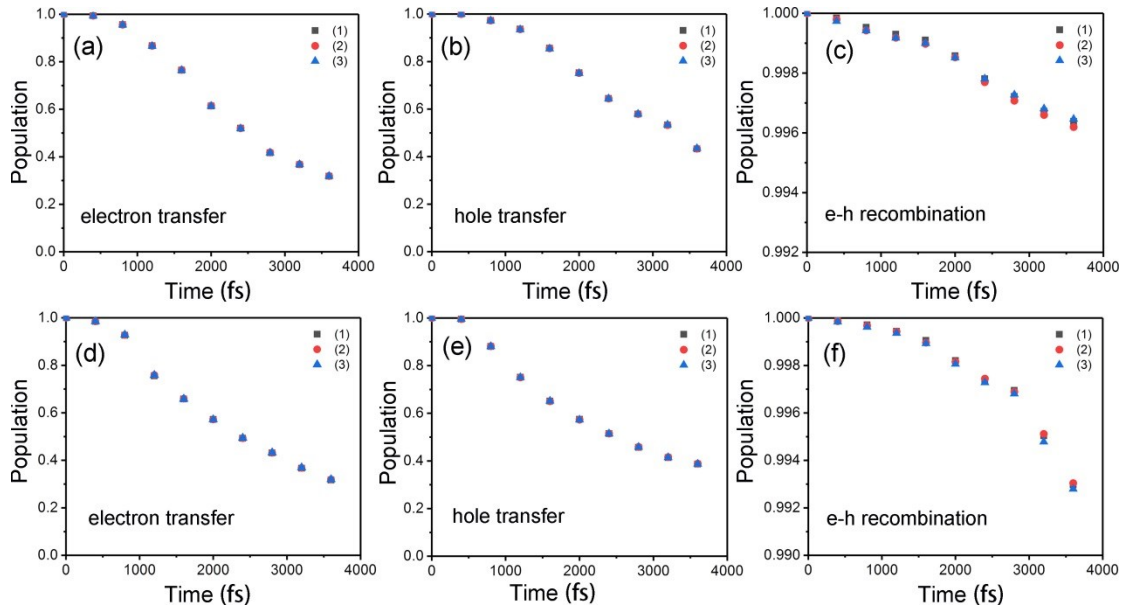 (a)
(1)
(2)
(3)
Population
1.0
0.8
0.6
0.4
0.2
0.0
electron transfer
0 1000 2000 3000 4000
Time (fs)
(b)
(1)
(2)
(3)
Population
1.0
0.8
0.6
0.4
0.2
0.0
hole transfer
0 1000 2000 3000 4000
Time (fs)
(c)
(1)
(2)
(3)
Population
1.000
0.998
0.996
0.994
0.992
e-h recombination
0 1000 2000 3000 4000
Time (fs)
(d)
(1)
(2)
(3)
Population
1.0
0.8
0.6
0.4
0.2
0.0
electron transfer
0 1000 2000 3000 4000
Time (fs)
(e)
(1)
(2)
(3)
Population
1.0
0.8
0.6
0.4
0.2
0.0
hole transfer
0 1000 2000 3000 4000
Time (fs)
(f)
(1)
(2)
(3)
Population
1.000
0.998
0.996
0.994
0.992
0.990
e-h recombination
0 1000 2000 3000 4000
Time (fs)